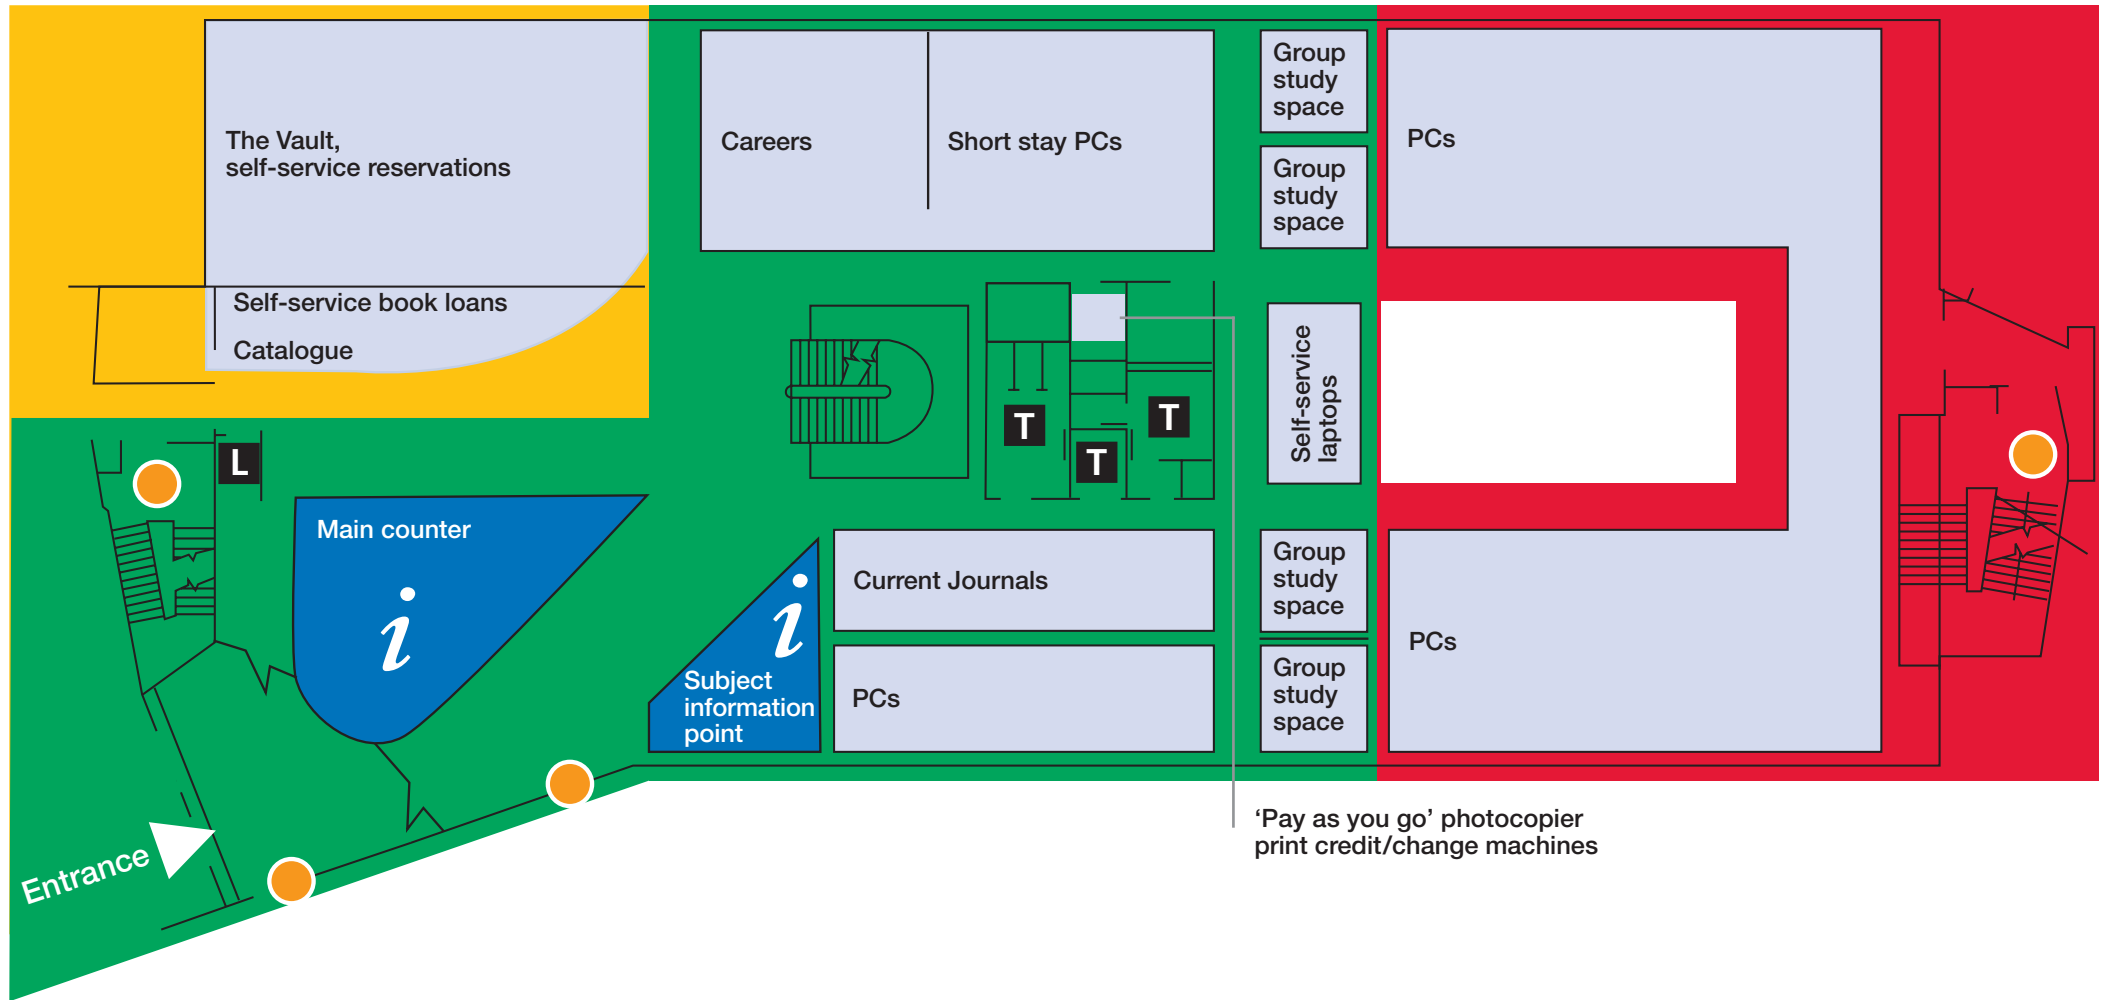 The Vault,
self-service reservations
Self-service book loans
Catalogue
Careers
Short stay PCs
Group
study
space
Group
study
space
PCs
Self-service
laptops
T
T
T
L
Main counter
i
i
Subject
information
point
Current Journals
PCs
Group
study
space
Group
study
space
PCs
Entrance
‘Pay as you go’ photocopier
print credit/change machines